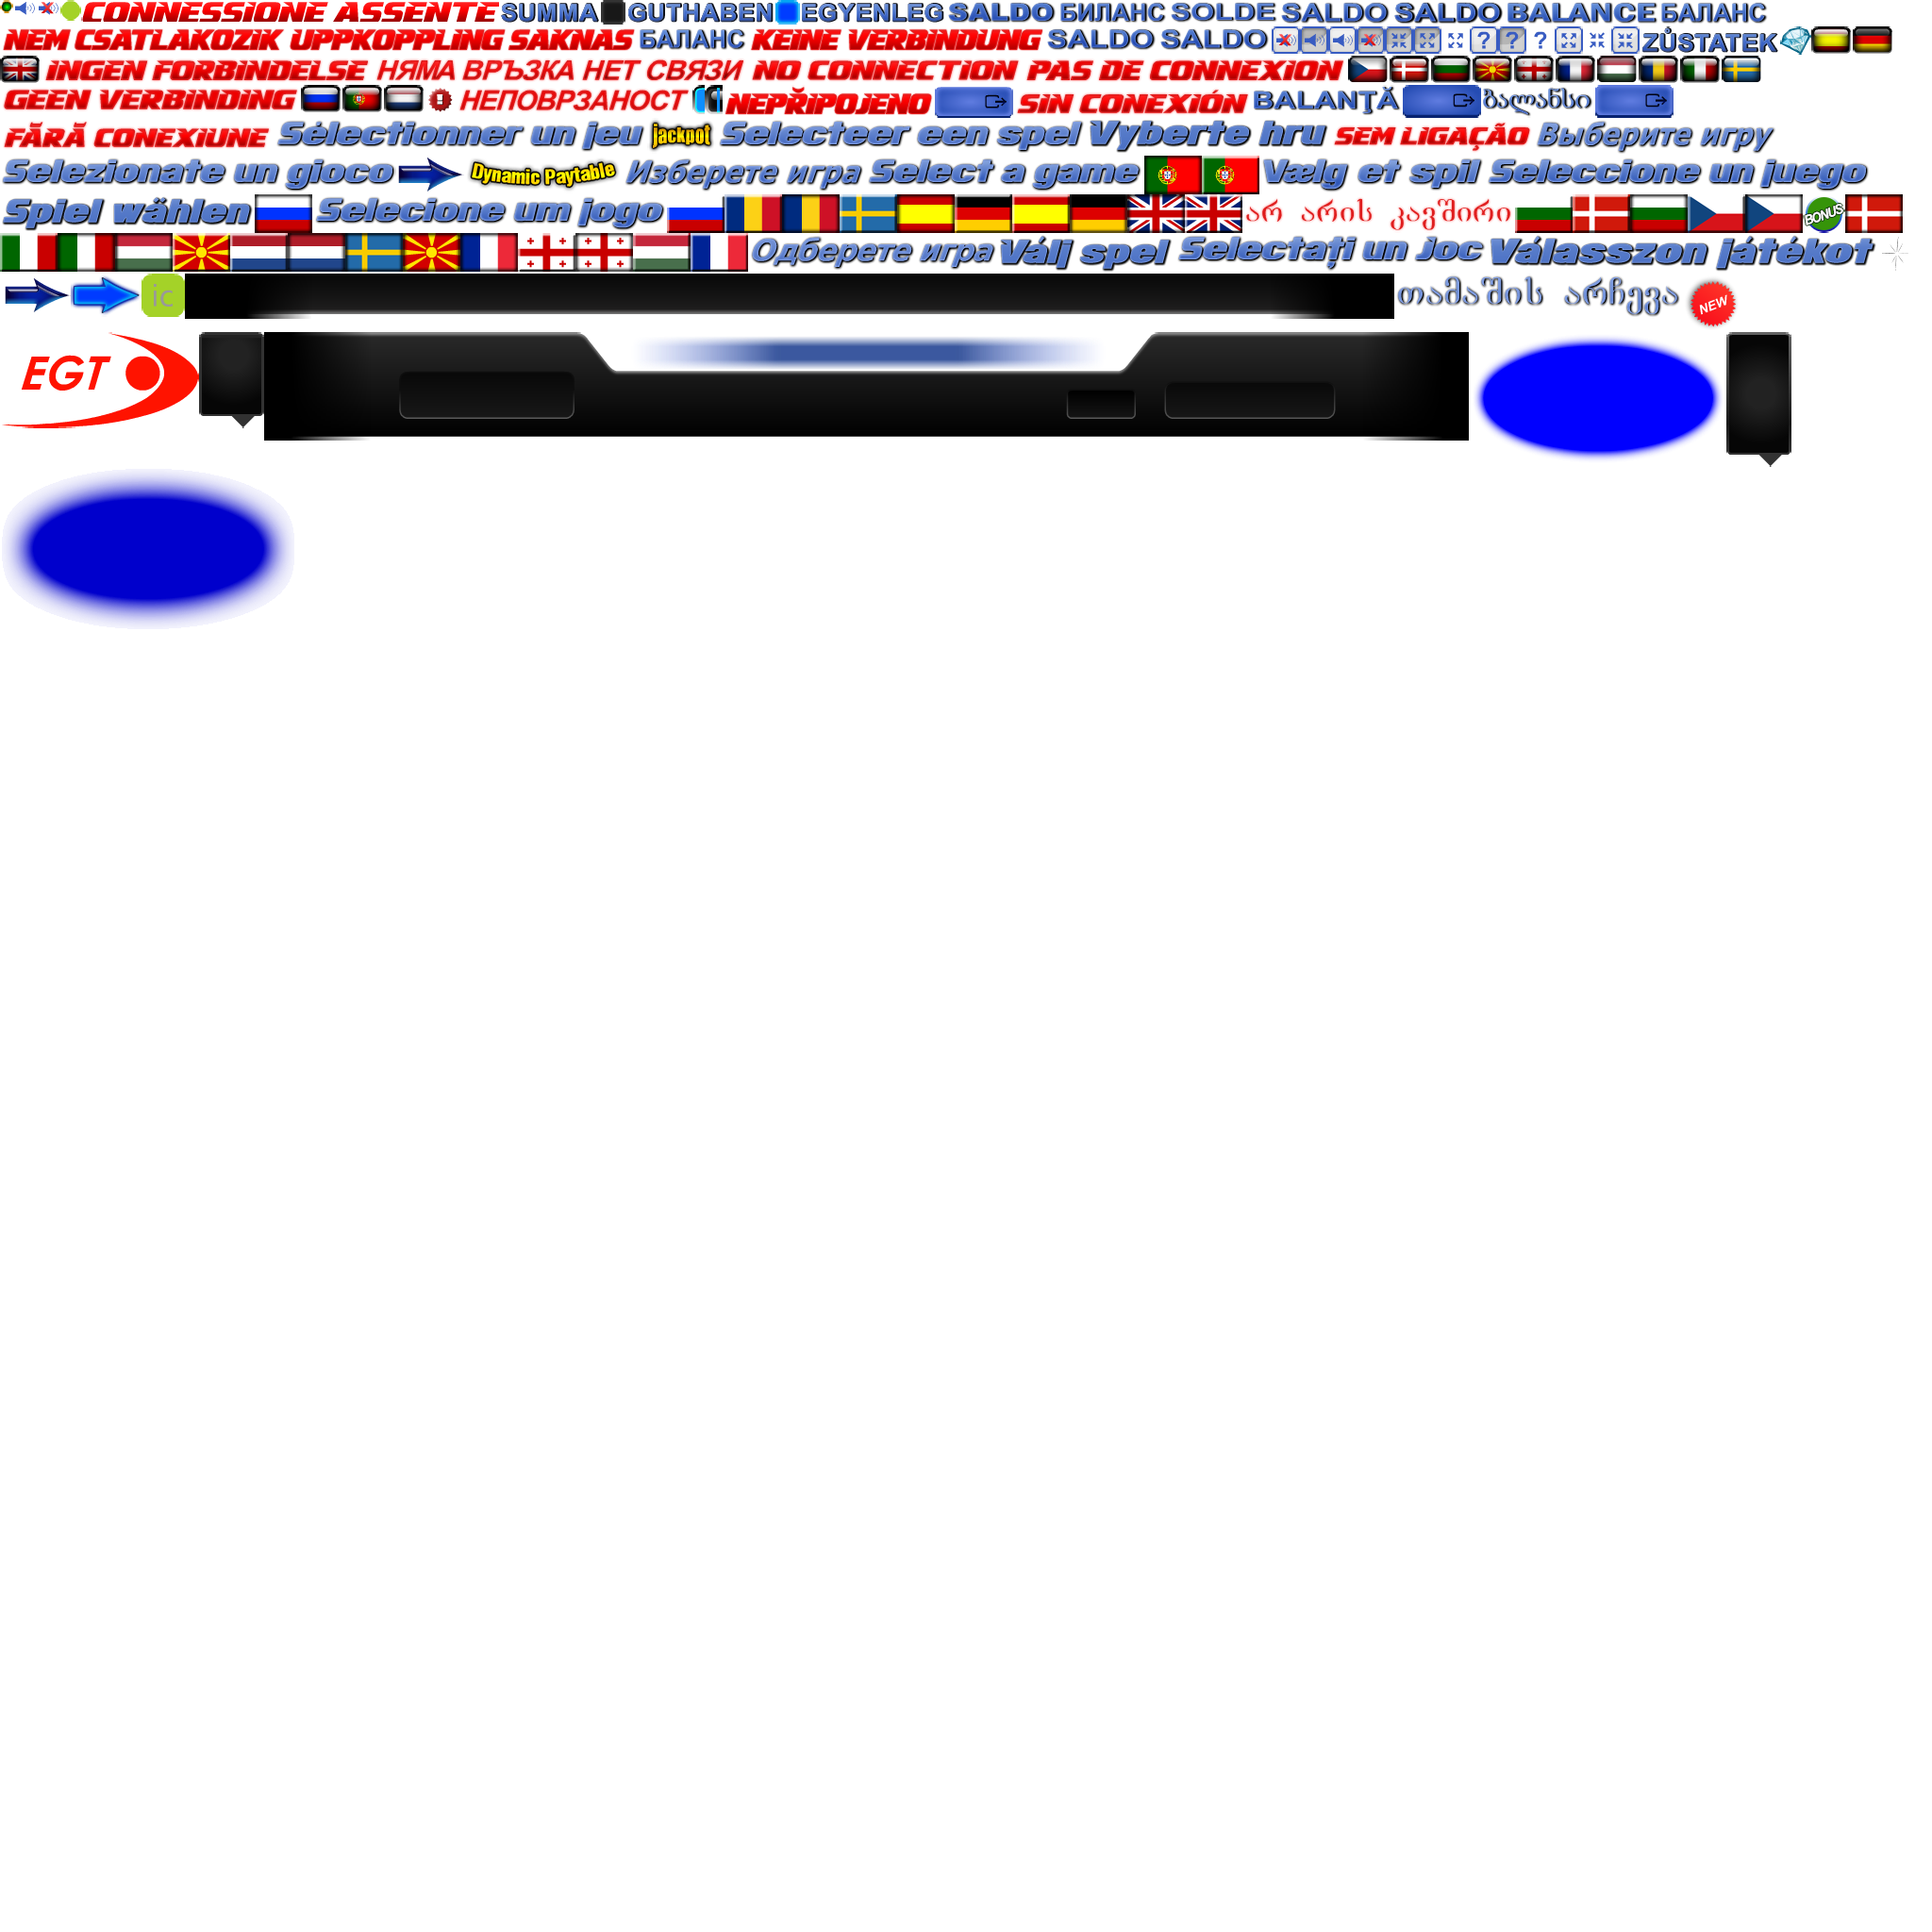 CONNESSIONE ASSENTE SUMMA GUTHABEN EGYENLEG SALDO БИЛАНС SOLDE SALDO SALDO BALANCE БАЛАНС
NEM CSATLAKOZIK UPPKOPPLING SAKNAS БАЛАНС KEINE VERBINDUNG SALDO SALDO ? ? ? ZŮSTATEK
INGEN FORBINDELSE НЯМА ВРЪЗКА НЕТ СВЯЗИ NO CONNECTION PAS DE CONNEXION
GEEN VERBINDING НЕПОВРЗАНОСТ NEPŘIPOJENO SIN CONEXIÓN BALANŢĂ ბალანსი
FĂRĂ CONEXIUNE Sėlectionner un jeu jackpot Selecteer een spel Vyberte hru SEM LIGAÇÃO Выберите игру
Selezionate un gioco Dynamic Paytable Изберете игра Select a game Vælg et spil Seleccione un juego
Spiel wählen Selecione um jogo არ არის კავშირი BONUS
Одберете игра Välj spel Selectaţi un joc Válasszon játékot
ic თამაშის არჩევა NEW
EGT